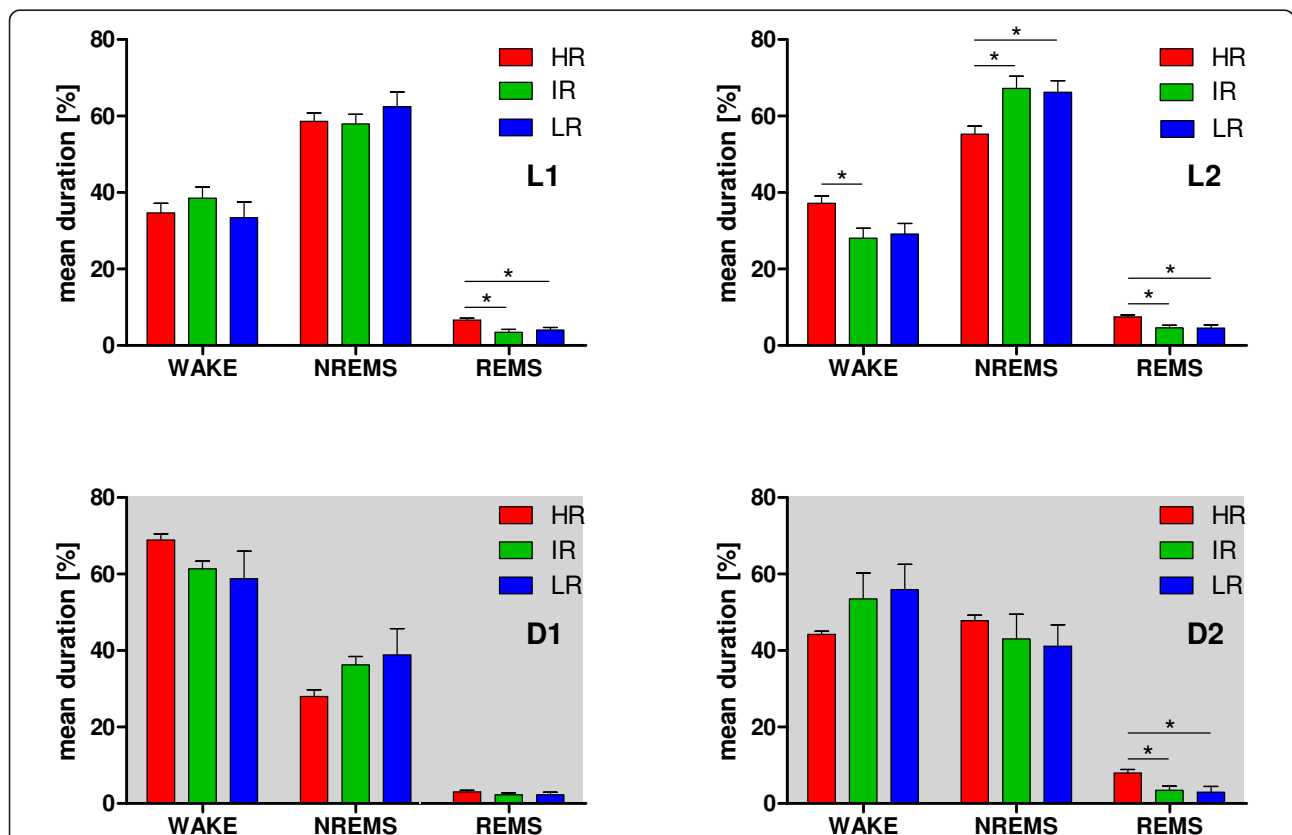 80
60
40
20
0
mean duration [%]
HR
IR
LR
L1
*
*
WAKE
NREMS
REMS
80
60
40
20
0
mean duration [%]
HR
IR
LR
L2
*
*
*
*
*
WAKE
NREMS
REMS
80
60
40
20
0
mean duration [%]
HR
IR
LR
D1
WAKE
NREMS
REMS
80
60
40
20
0
mean duration [%]
HR
IR
LR
D2
*
*
WAKE
NREMS
REMS